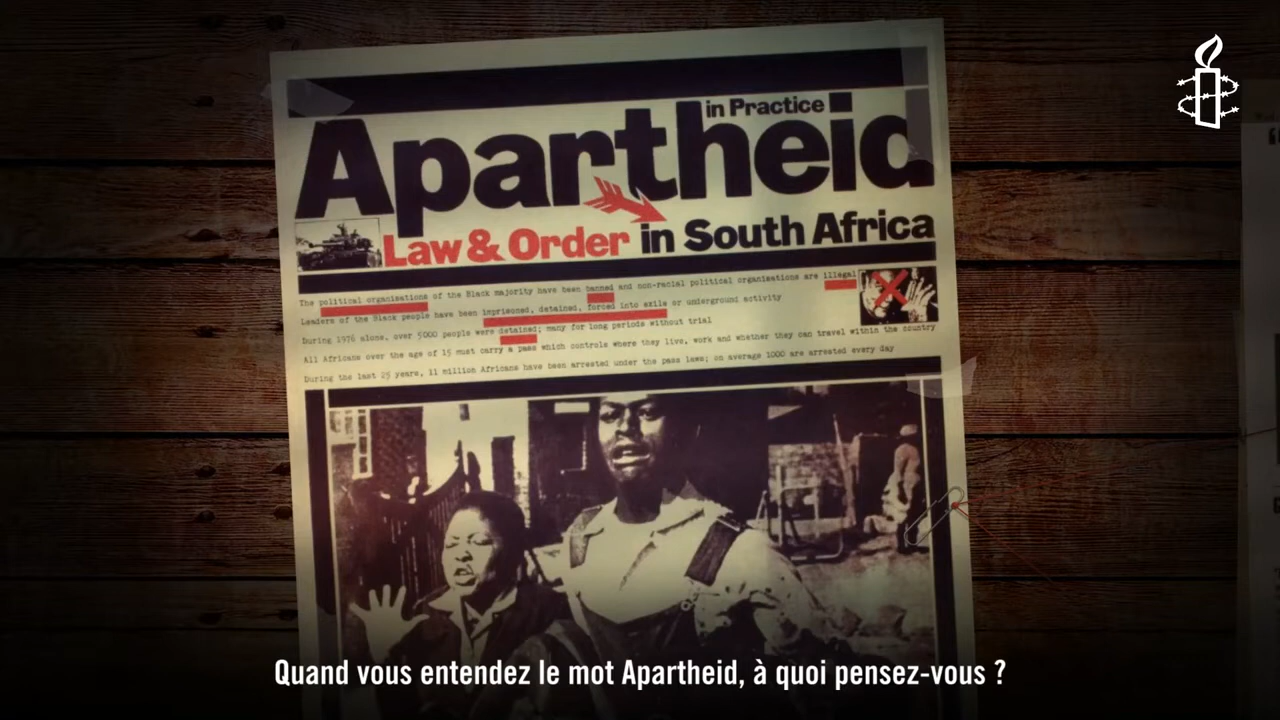 in Practice
Apartheid
Law & Order in South Africa
The political organisations of the Black majority have been banned and non-racial political organisations are illegal
Leaders of the Black people have been imprisoned, detained, forced into exile or underground activity
During 1976 alone, over 5000 people were detained; many for long periods without trial
All Africans over the age of 15 must carry a pass which controls where they live, work and whether they can travel within the country
During the last 25 years, 11 million Africans have been arrested under the pass laws; on average 1000 are arrested every day
Quand vous entendez le mot Apartheid, à quoi pensez-vous ?